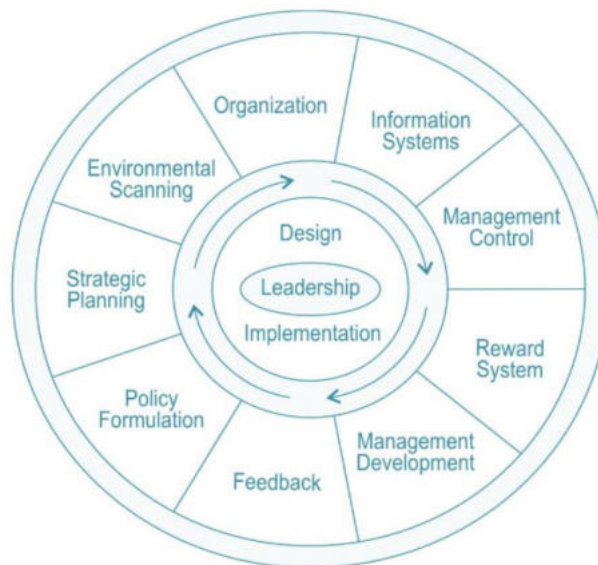 Organization
Information
Systems
Environmental
Scanning
Management
Control
Design
Strategic
Planning
Leadership
Implementation
Reward
System
Policy
Formulation
Management
Development
Feedback